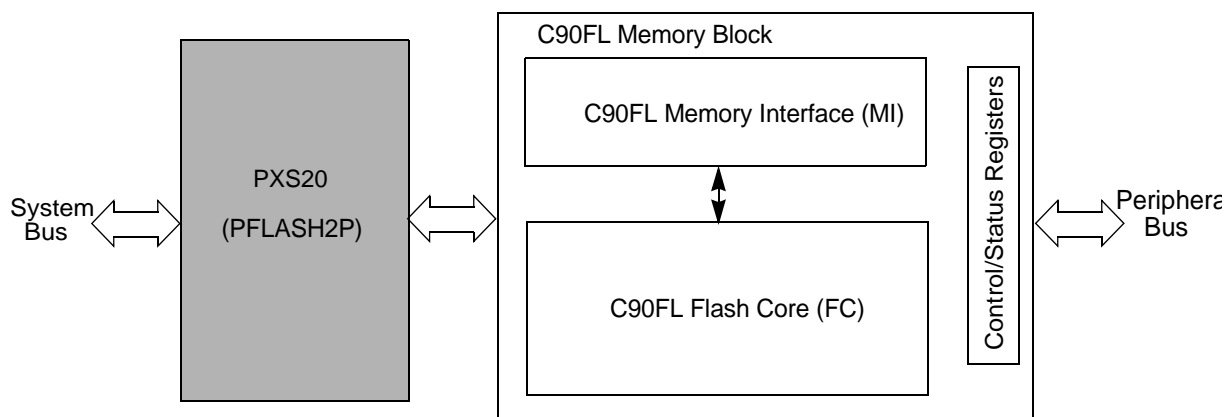 C90FL Memory Block
C90FL Memory Interface (MI)
Control/Status Registers
PXS20
(PFLASH2P)
System
Bus
C90FL Flash Core (FC)
Periphera
Bus